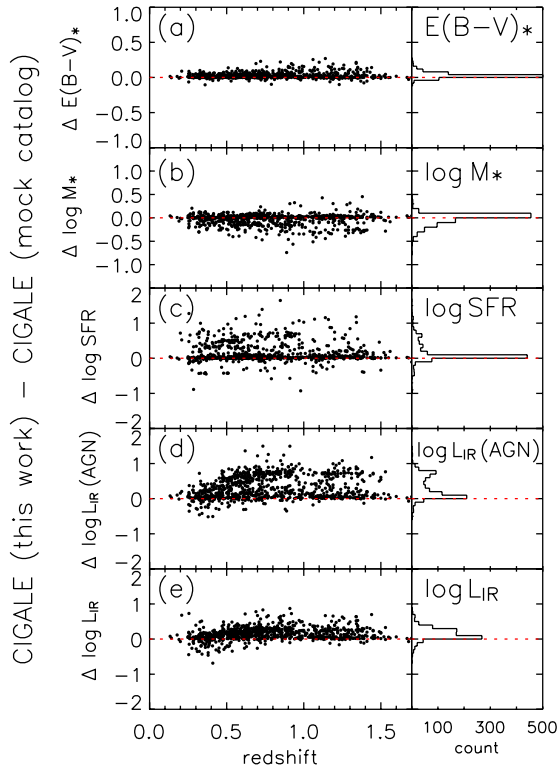 CIGALE (this work) − CIGALE (mock catalog)
Δ E(B−V)*
1.0
0.5
0.0
−0.5
−1.0
(a)
E(B−V)*
Δ log M*
1.0
0.5
0.0
−0.5
−1.0
(b)
log M*
Δ log SFR
2
1
0
−1
−2
(c)
log SFR
Δ log LIR (AGN)
2
1
0
−1
−2
(d)
log LIR (AGN)
Δ log LIR
2
1
0
−1
−2
(e)
log LIR
0.0 0.5 1.0 1.5
redshift
100 300 500
count